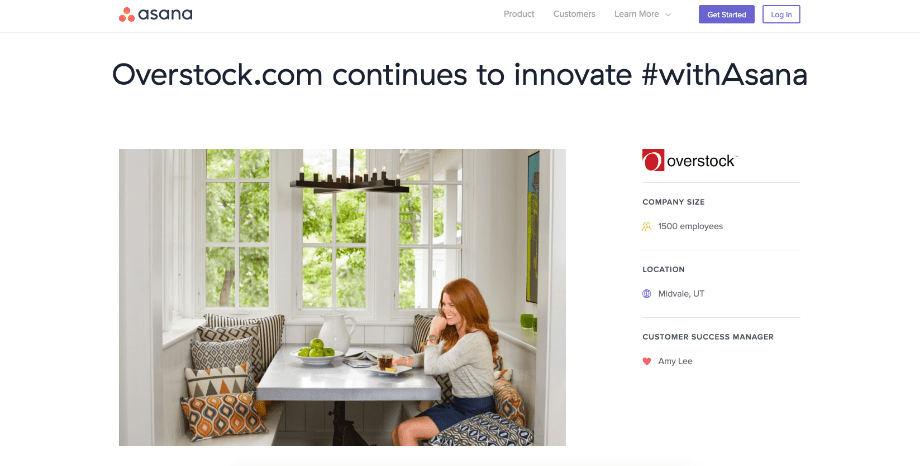 asana
Product Customers Learn More Get Started Log In
Overstock.com continues to innovate #withAsana
overstock™
COMPANY SIZE
1500 employees
LOCATION
Midvale, UT
CUSTOMER SUCCESS MANAGER
Amy Lee